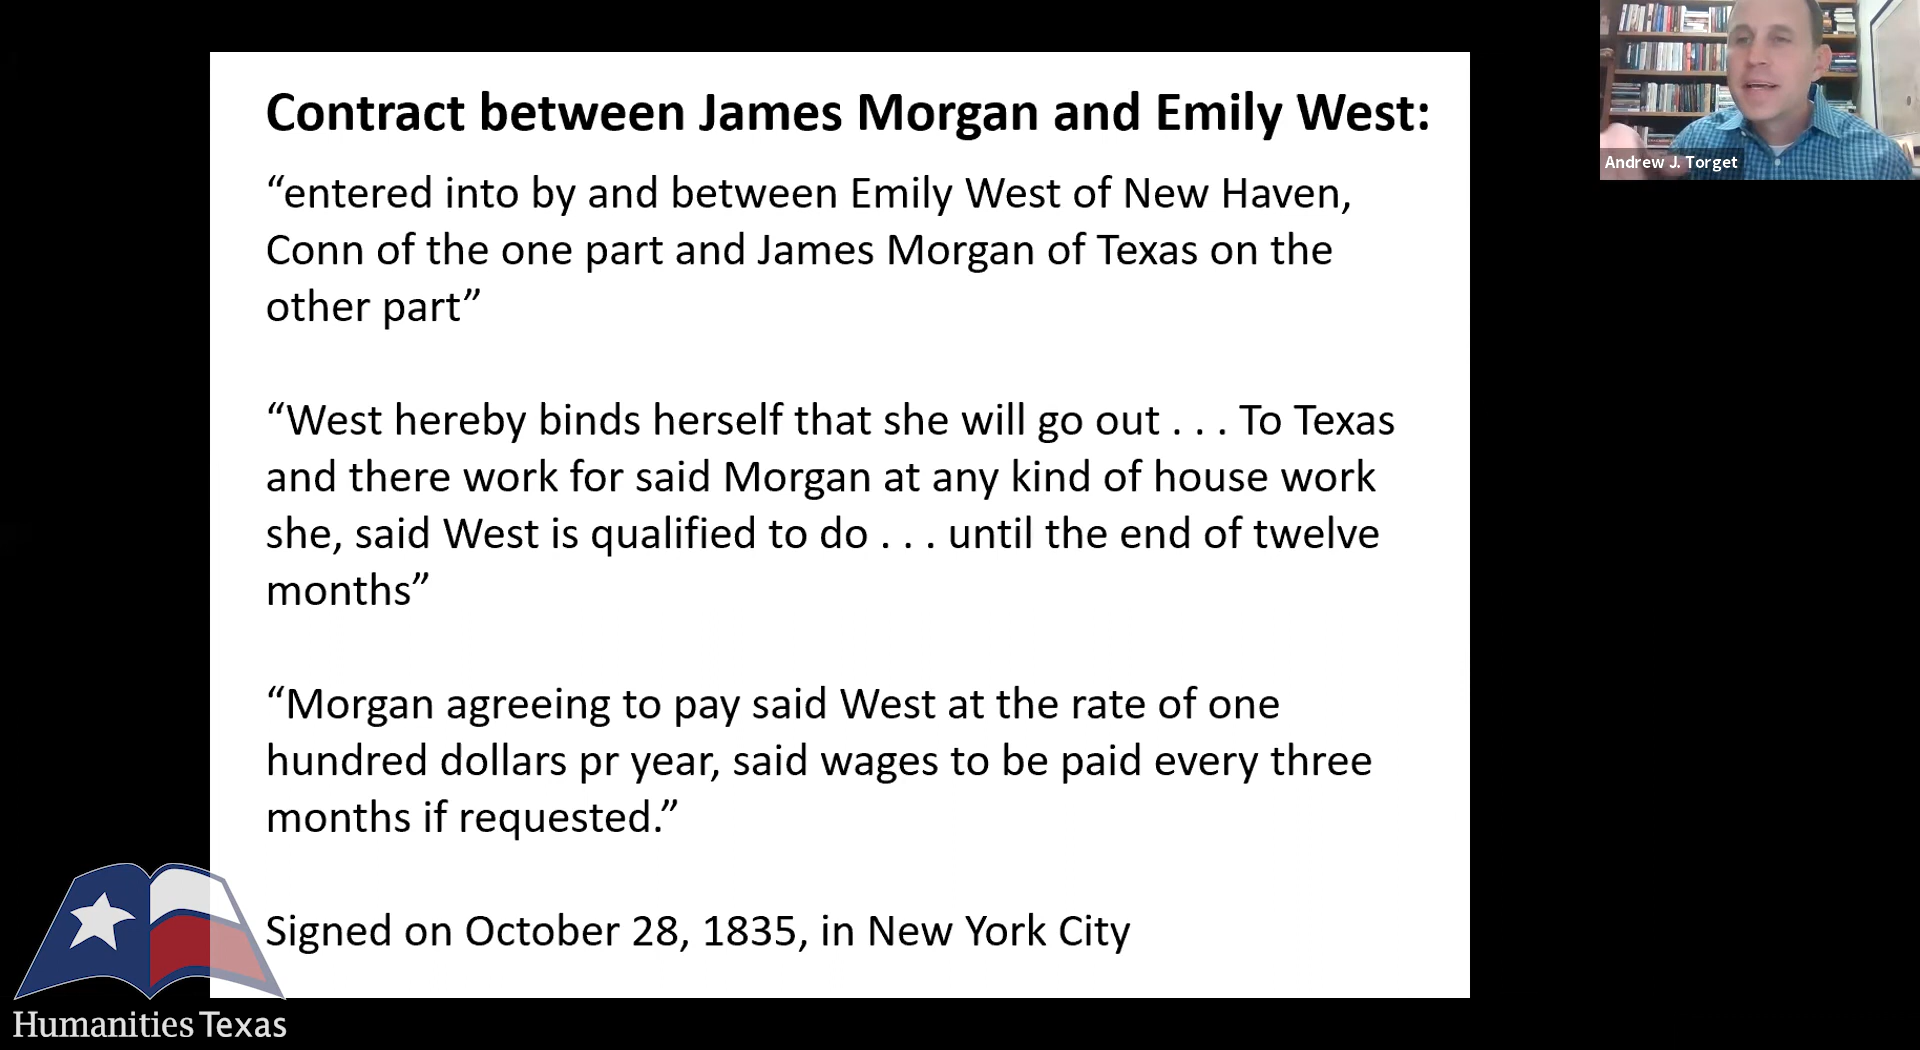 Contract between James Morgan and Emily West:
“entered into by and between Emily West of New Haven,
Conn of the one part and James Morgan of Texas on the
other part”
“West hereby binds herself that she will go out . . . To Texas
and there work for said Morgan at any kind of house work
she, said West is qualified to do . . . until the end of twelve
months”
“Morgan agreeing to pay said West at the rate of one
hundred dollars pr year, said wages to be paid every three
months if requested.”
Signed on October 28, 1835, in New York City
Andrew J. Torget
Humanities Texas